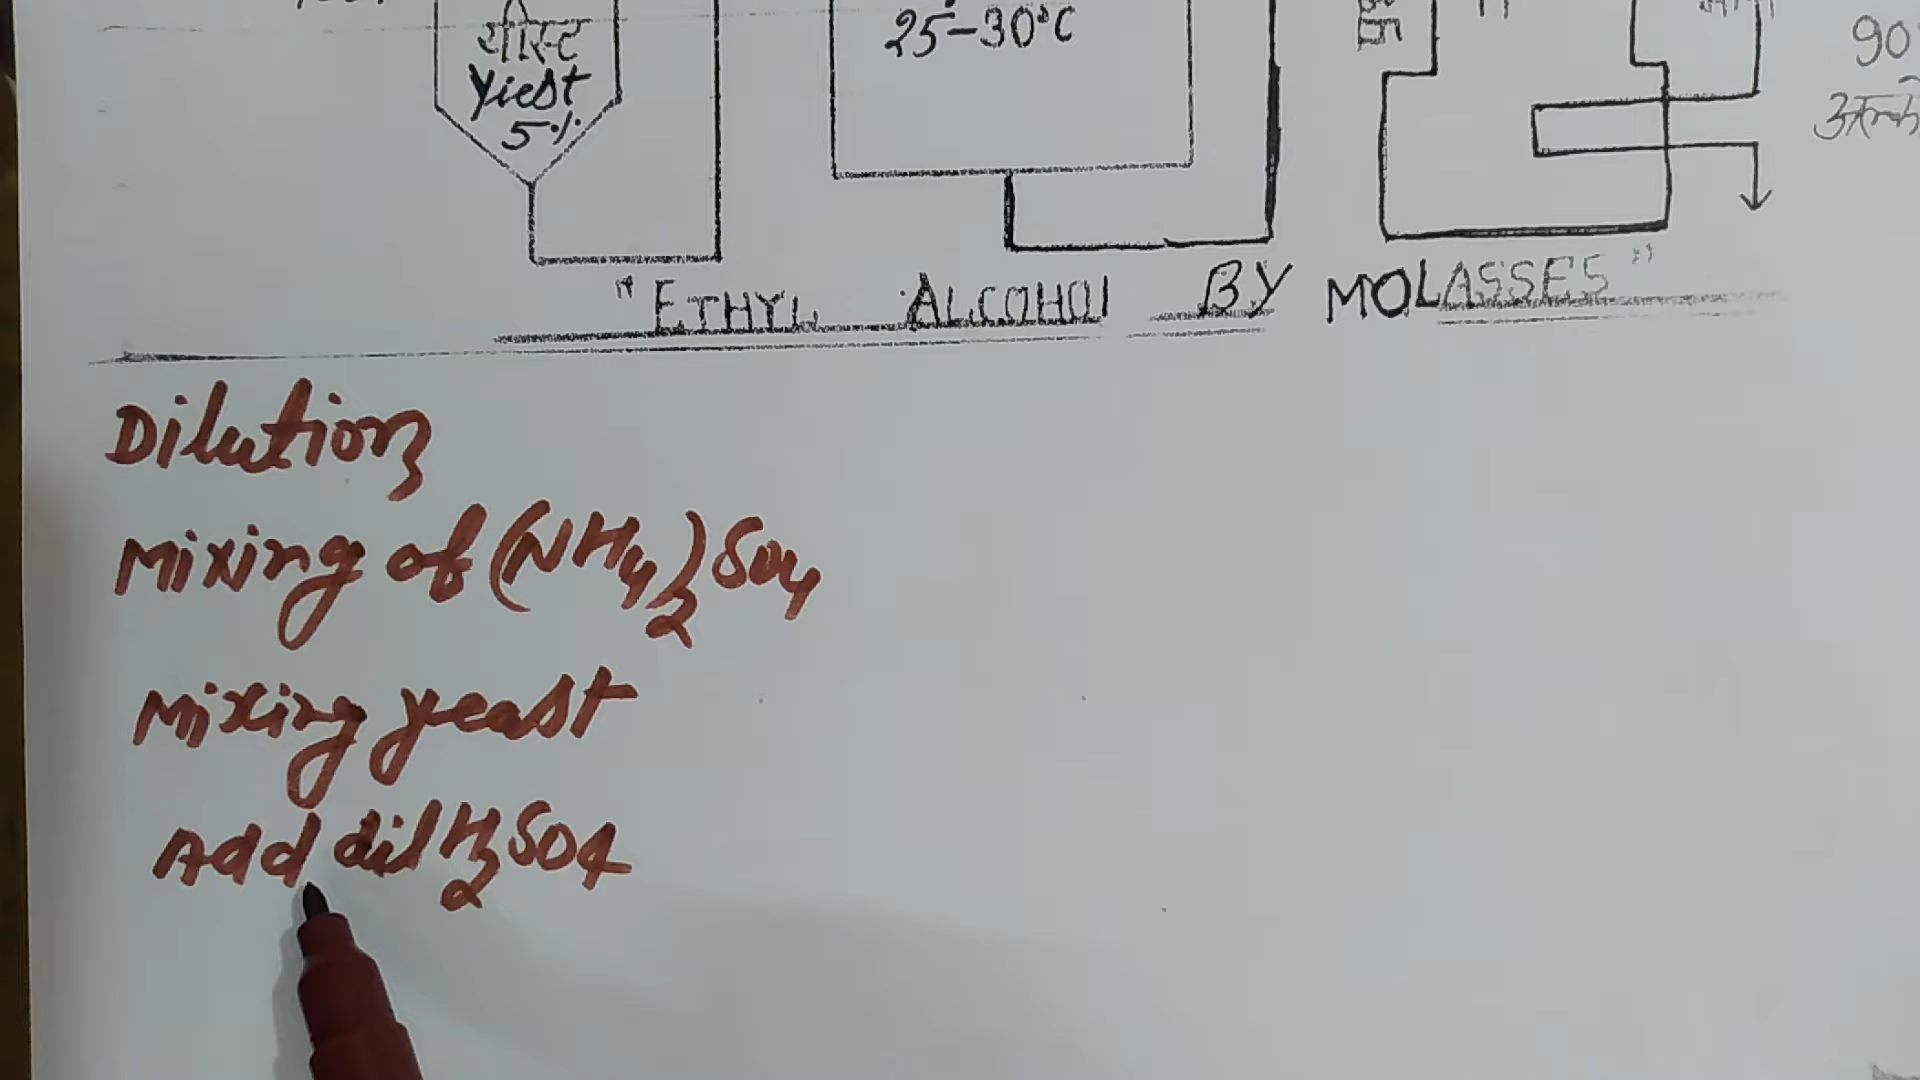 यीस्ट
Yiest
5%
25-30°C
90°
"ETHYL ALCOHOl BY MOLASSES"
Dilution
Mixing of (NH4)2SO4
Mixing yeast
Add dil H2SO4